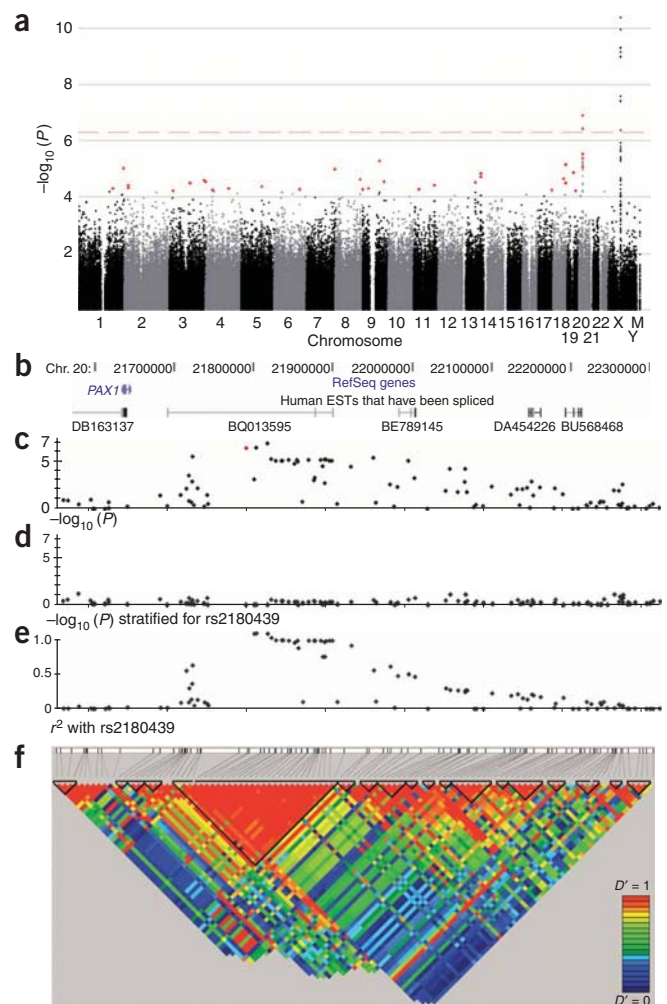 a
10
8
6
4
2
–log10 (P)
1 2 3 4 5 6 7 8 9 10 11 12 13 14 15 16 17 18 20 22 X M
19 21 Y
Chromosome
b
Chr. 20: 21700000 21800000 21900000 22000000 22100000 22200000 22300000
PAX1
RefSeq genes
Human ESTs that have been spliced
DB163137 BQ013595 BE789145 DA454226 BU568468
c
7
5
0
–log10 (P)
d
7
5
0
–log10 (P) stratified for rs2180439
e
1.0
0.5
0
r2 with rs2180439
f
D' = 1
D' = 0